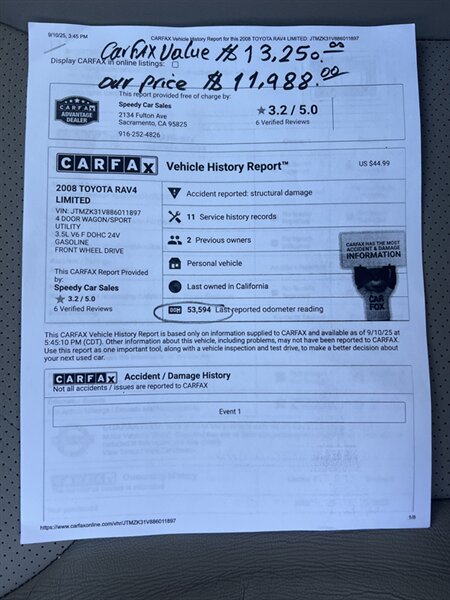 9/10/25, 3:45 PM
CARFAX Vehicle History Report for this 2008 TOYOTA RAV4 LIMITED: JTMZK31V886011897
CarFax Value $ 13,250.00
Display CARFAX in online listings:
our price $ 11,988.00
This report provided free of charge by:
CARFAX
ADVANTAGE
DEALER
Speedy Car Sales
2134 Fulton Ave
Sacramento, CA 95825
916-252-4826
3.2 / 5.0
6 Verified Reviews
CARFAX Vehicle History Report™
US $44.99
2008 TOYOTA RAV4
LIMITED
VIN: JTMZK31V886011897
4 DOOR WAGON/SPORT
UTILITY
3.5L V6 F DOHC 24V
GASOLINE
FRONT WHEEL DRIVE
This CARFAX Report Provided
by:
Speedy Car Sales
3.2 / 5.0
6 Verified Reviews
Accident reported: structural damage
11 Service history records
2 Previous owners
Personal vehicle
Last owned in California
53,594 Last reported odometer reading
CARFAX HAS THE MOST
ACCIDENT & DAMAGE
INFORMATION
CAR
FOX
This CARFAX Vehicle History Report is based only on information supplied to CARFAX and available as of 9/10/25 at
5:45:10 PM (CDT). Other information about this vehicle, including problems, may not have been reported to CARFAX.
Use this report as one important tool, along with a vehicle inspection and test drive, to make a better decision about
your next used car.
CARFAX Accident / Damage History
Not all accidents / issues are reported to CARFAX
Event 1
https://www.carfaxonline.com/vhr/JTMZK31V886011897